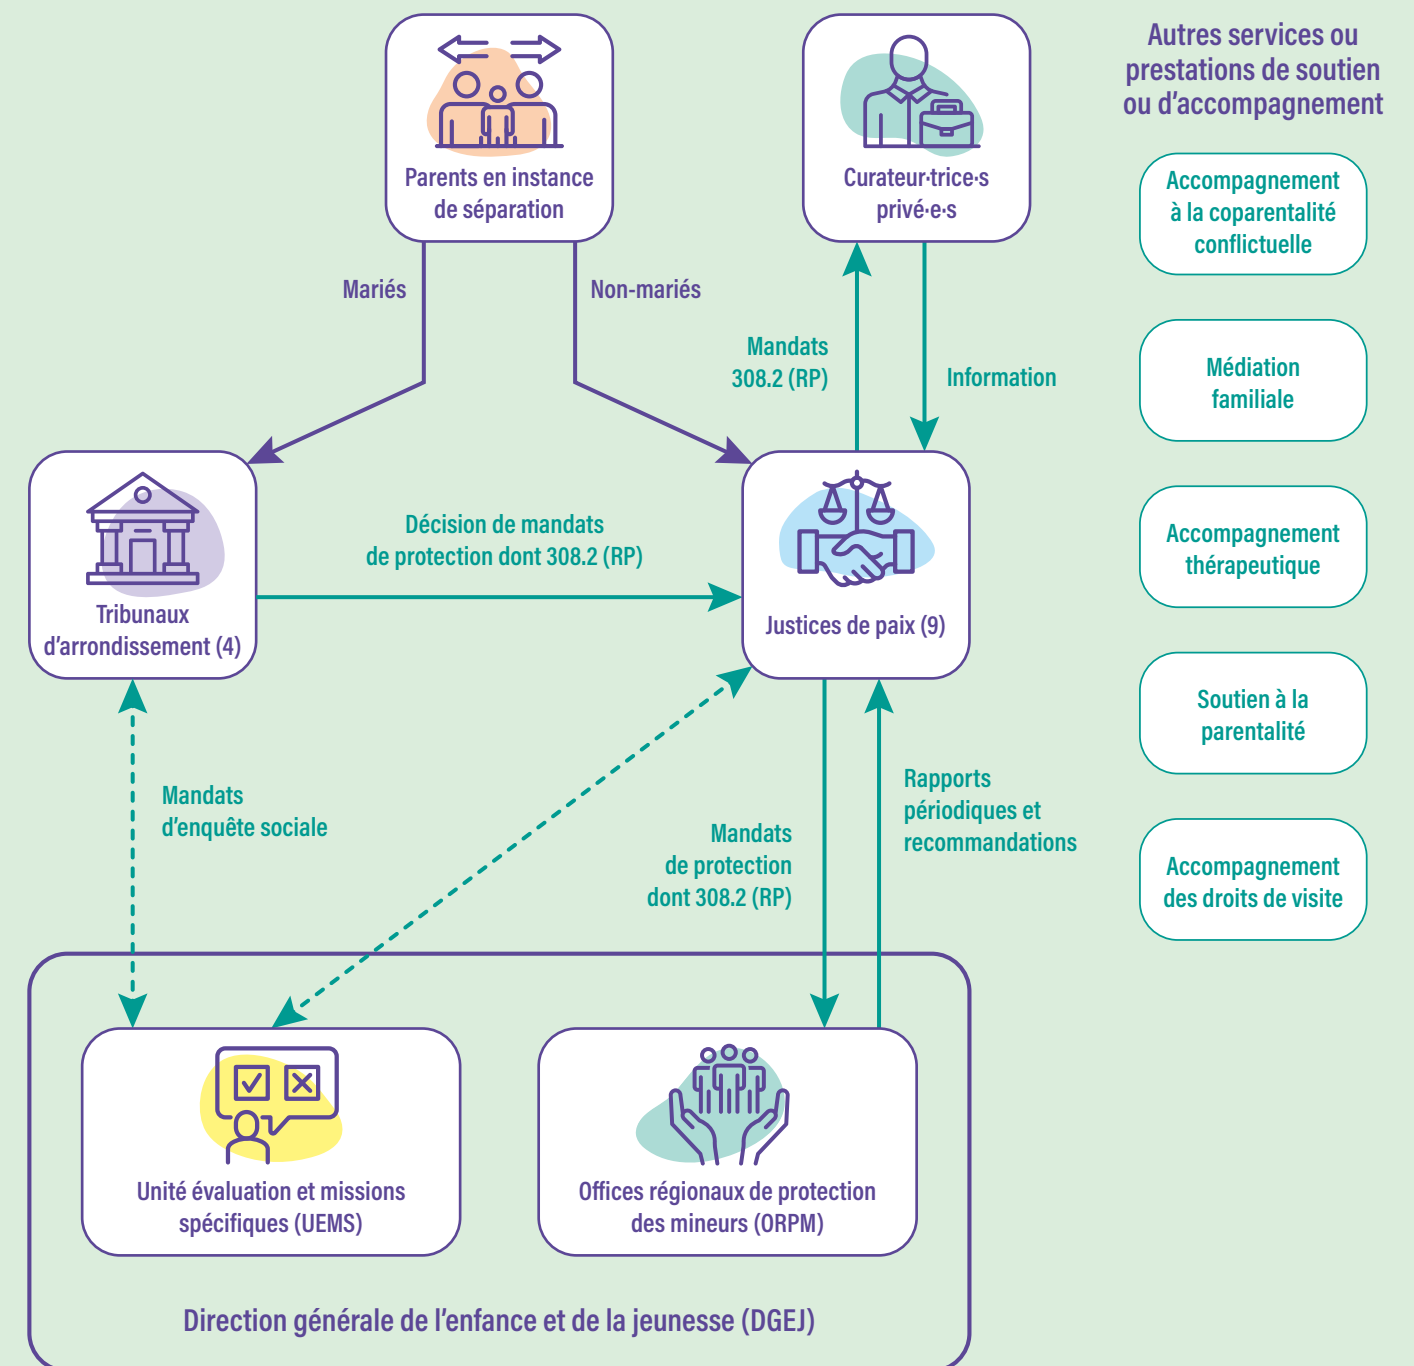 Parents en instance
de séparation
Curateur·trice·s
privé·e·s
Autres services ou
prestations de soutien
ou d’accompagnement
Accompagnement
à la coparentalité
conflictuelle
Mariés
Non-mariés
Mandats
308.2 (RP)
Information
Médiation
familiale
Décision de mandats
de protection dont 308.2 (RP)
Tribunaux
d’arrondissement (4)
Justices de paix (9)
Accompagnement
thérapeutique
Soutien à la
parentalité
Mandats
d’enquête sociale
Mandats
de protection
dont 308.2 (RP)
Rapports
périodiques et
recommandations
Accompagnement
des droits de visite
Unité évaluation et missions
spécifiques (UEMS)
Offices régionaux de protection
des mineurs (ORPM)
Direction générale de l’enfance et de la jeunesse (DGEJ)